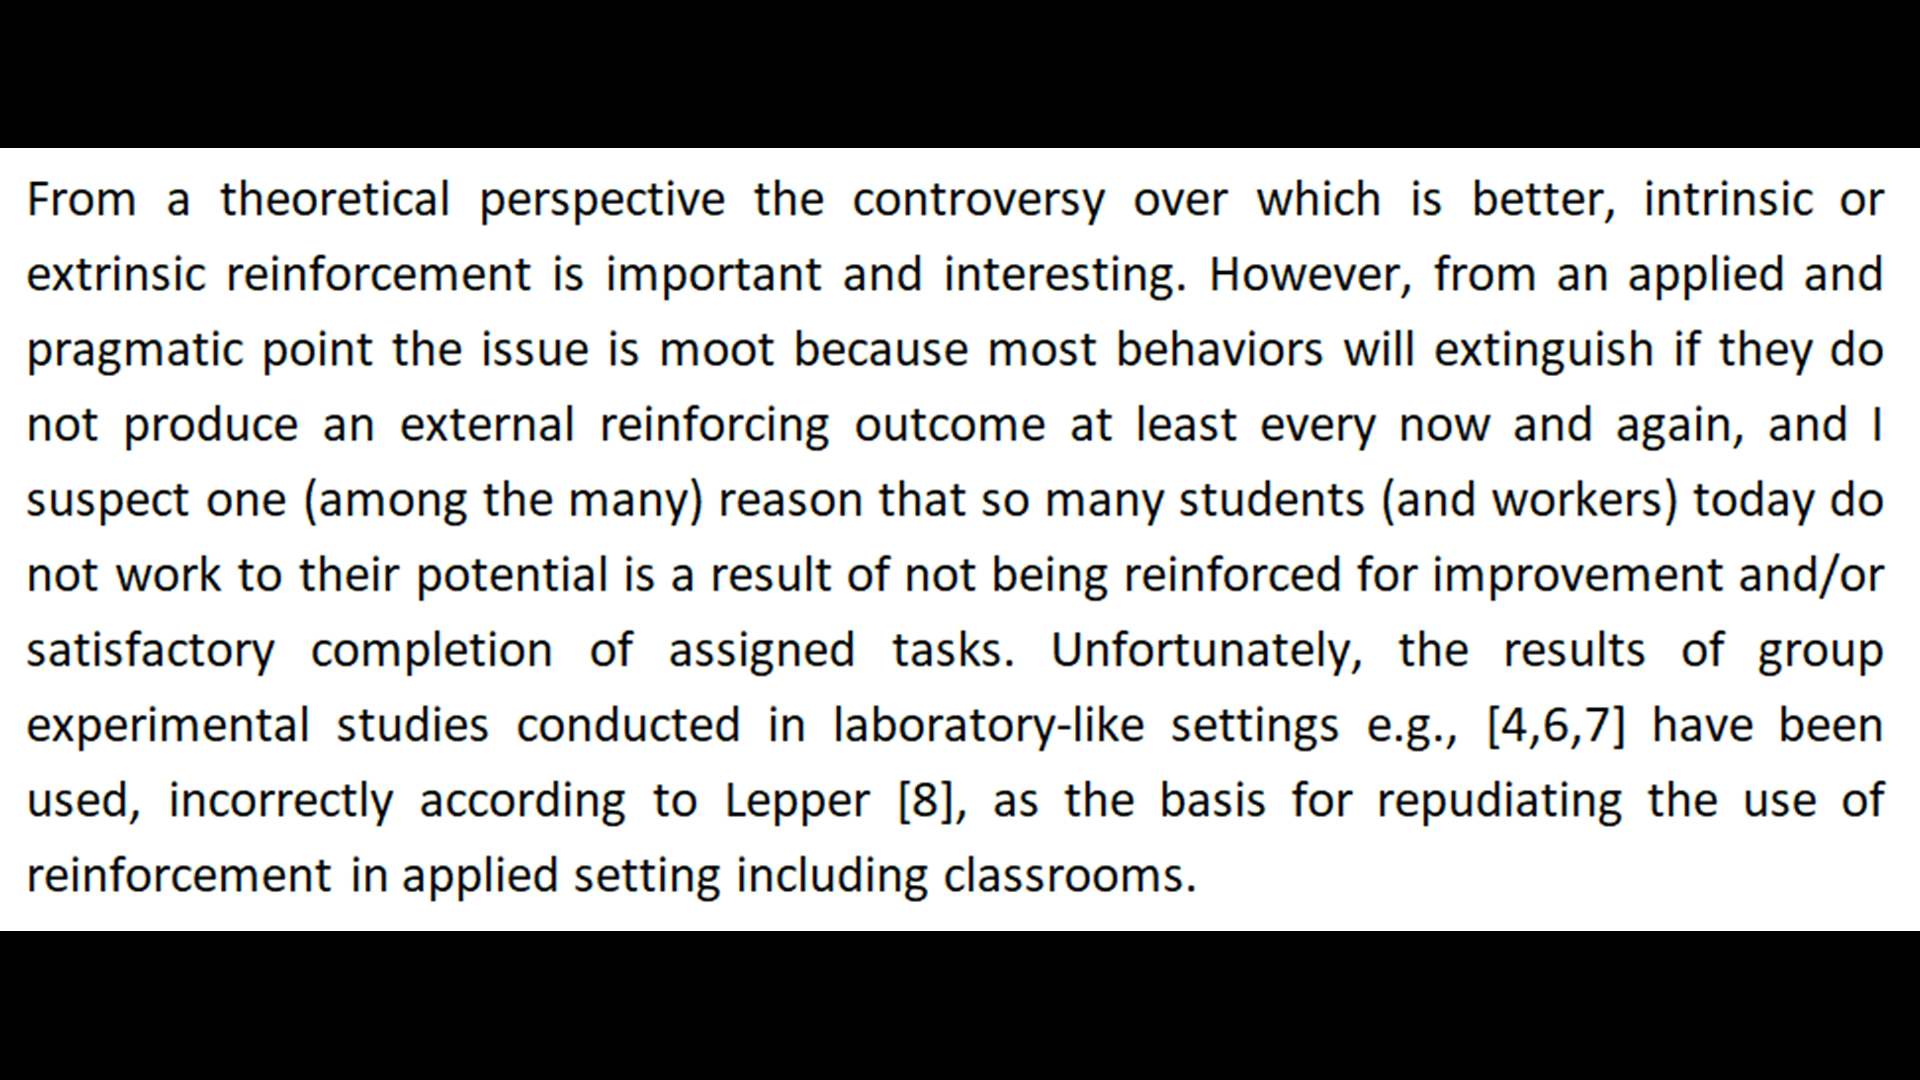 From a theoretical perspective the controversy over which is better, intrinsic or
extrinsic reinforcement is important and interesting. However, from an applied and
pragmatic point the issue is moot because most behaviors will extinguish if they do
not produce an external reinforcing outcome at least every now and again, and I
suspect one (among the many) reason that so many students (and workers) today do
not work to their potential is a result of not being reinforced for improvement and/or
satisfactory completion of assigned tasks. Unfortunately, the results of group
experimental studies conducted in laboratory-like settings e.g., [4,6,7] have been
used, incorrectly according to Lepper [8], as the basis for repudiating the use of
reinforcement in applied setting including classrooms.